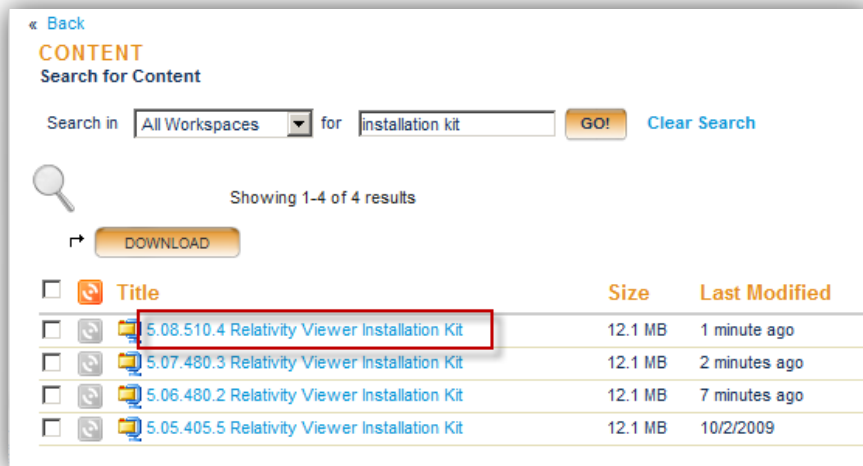 « Back
CONTENT
Search for Content
Search in All Workspaces for installation kit GO! Clear Search
Showing 1-4 of 4 results
DOWNLOAD
Title Size Last Modified
5.08.510.4 Relativity Viewer Installation Kit 12.1 MB 1 minute ago
5.07.480.3 Relativity Viewer Installation Kit 12.1 MB 2 minutes ago
5.06.480.2 Relativity Viewer Installation Kit 12.1 MB 7 minutes ago
5.05.405.5 Relativity Viewer Installation Kit 12.1 MB 10/2/2009